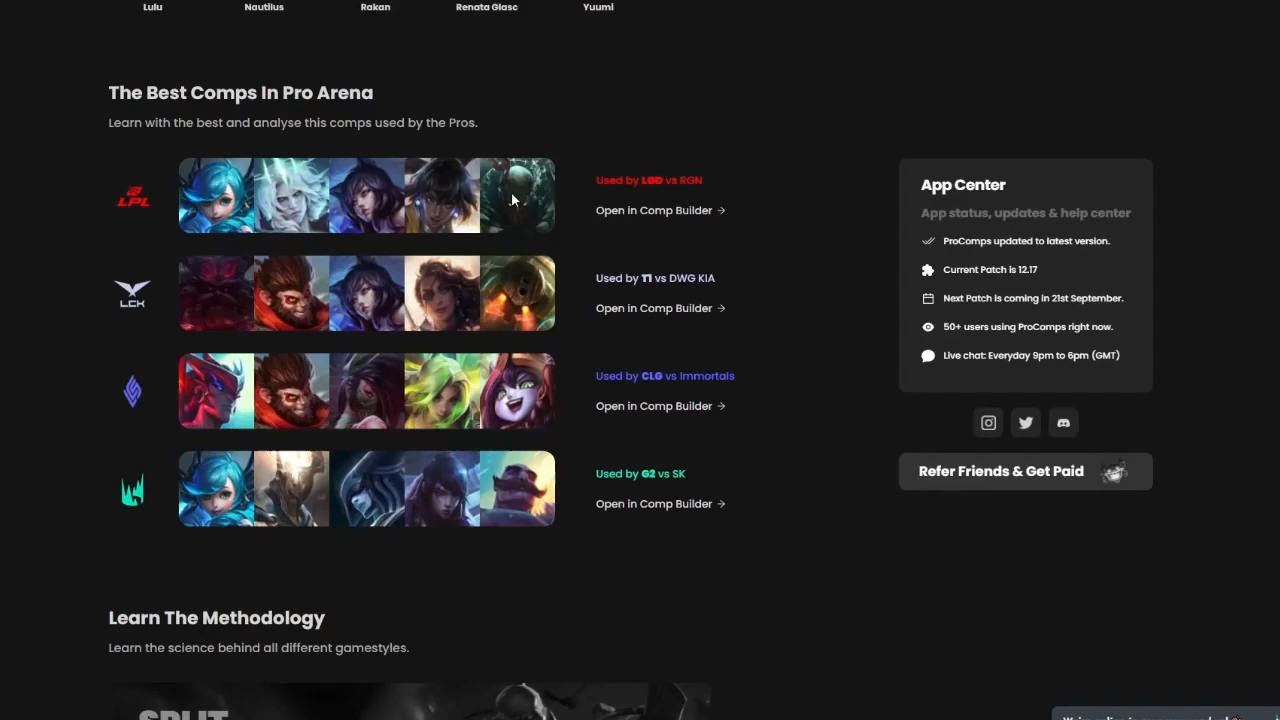 Lulu Nautilus Rakan Renata Glasc Yuumi
The Best Comps In Pro Arena
Learn with the best and analyse this comps used by the Pros.
LPL
Used by LGD vs RGN
Open in Comp Builder →
LCK
Used by T1 vs DWG KIA
Open in Comp Builder →
Used by CLG vs Immortals
Open in Comp Builder →
Used by G2 vs SK
Open in Comp Builder →
App Center
App status, updates & help center
ProComps updated to latest version.
Current Patch is 12.17
Next Patch is coming in 21st September.
50+ users using ProComps right now.
Live chat: Everyday 9pm to 6pm (GMT)
Refer Friends & Get Paid
Learn The Methodology
Learn the science behind all different gamestyles.
SPLIT